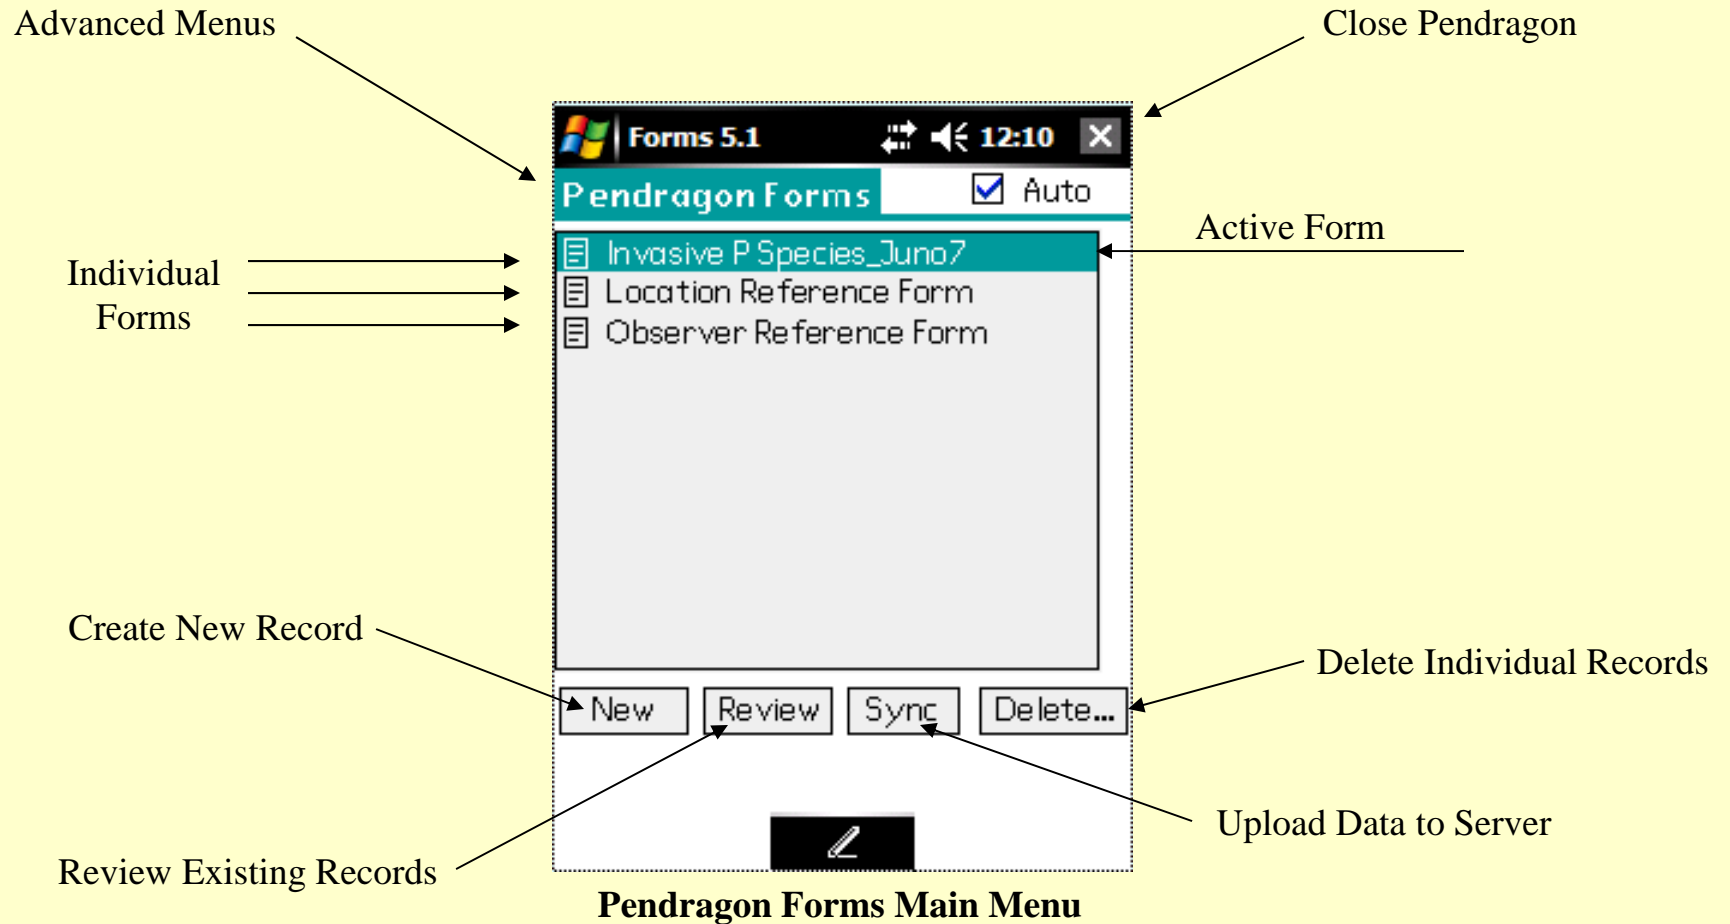 Advanced Menus
Close Pendragon
Forms 5.1 12:10
Pendragon Forms Auto
Active Form
Individual
Forms
Invasive P Species_Juno7
Location Reference Form
Observer Reference Form
Create New Record
Delete Individual Records
New Review Sync Delete...
Upload Data to Server
Review Existing Records
Pendragon Forms Main Menu